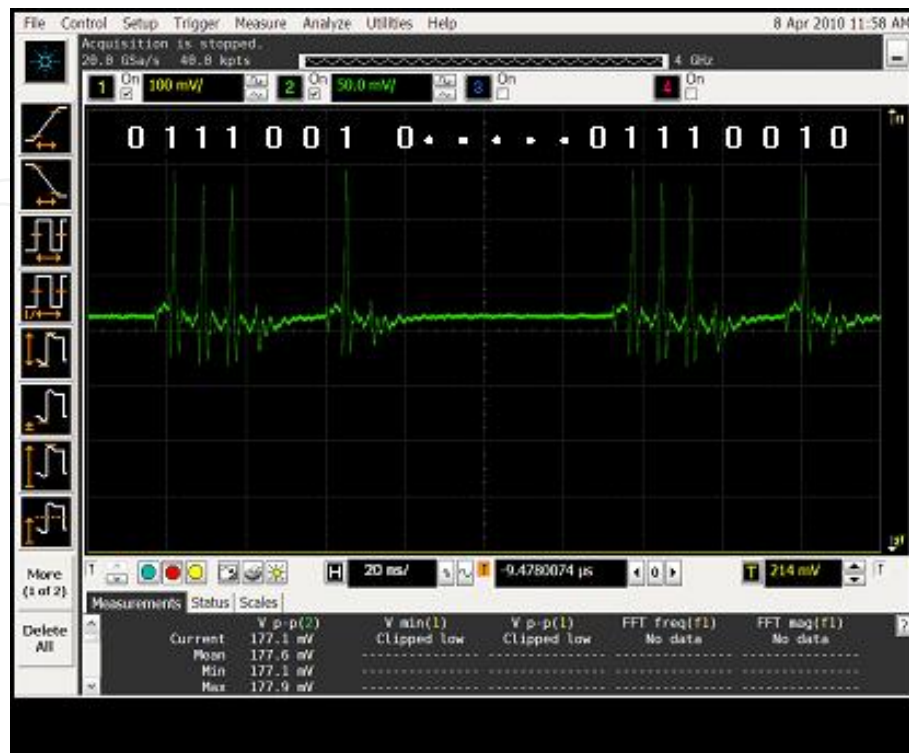 File Control Setup Trigger Measure Analyze Utilities Help 8 Apr 2010 11:58 AM
Acquisition is stopped.
20.0 GSa/s 40.0 kpts 4 GHz
1 On 100 mV/ 2 On 50.0 mV/ 3 On 4 On
0 1 1 1 0 0 1 0 . . . . . 0 1 1 1 0 0 1 0
More
(1 of 2)
Delete
All
H 20 ns/ T -9.4780074 µs 0 T 214 mV
Measurements Status Scales
V p-p(2) V min(1) V p-p(1) FFT freq(f1) FFT mag(f1) ?
Current 177.1 mV Clipped low Clipped low No data No data
Mean 177.6 mV
Min 177.1 mV
Max 177.9 mV